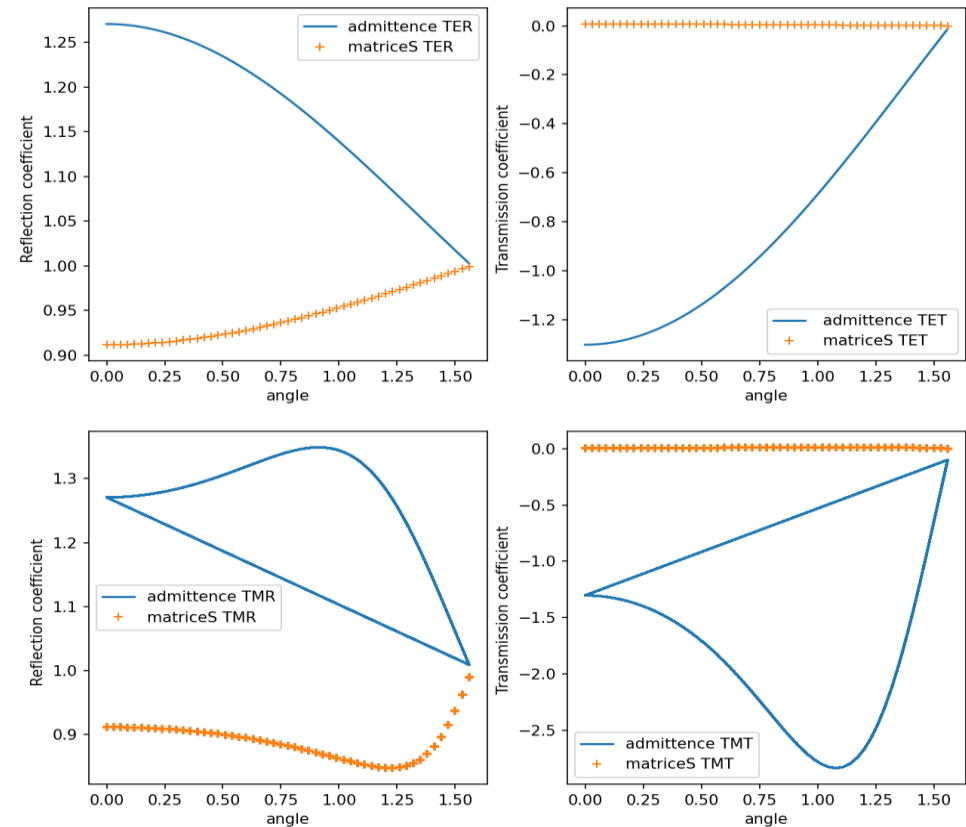 admittence TER
matriceS TER
Reflection coefficient
1.25
1.20
1.15
1.10
1.05
1.00
0.95
0.90
0.00 0.25 0.50 0.75 1.00 1.25 1.50
angle
admittence TET
matriceS TET
Transmission coefficient
0.0
−0.2
−0.4
−0.6
−0.8
−1.0
−1.2
0.00 0.25 0.50 0.75 1.00 1.25 1.50
angle
admittence TMR
matriceS TMR
Reflection coefficient
1.3
1.2
1.1
1.0
0.9
0.00 0.25 0.50 0.75 1.00 1.25 1.50
angle
admittence TMT
matriceS TMT
Transmission coefficient
0.0
−0.5
−1.0
−1.5
−2.0
−2.5
0.00 0.25 0.50 0.75 1.00 1.25 1.50
angle